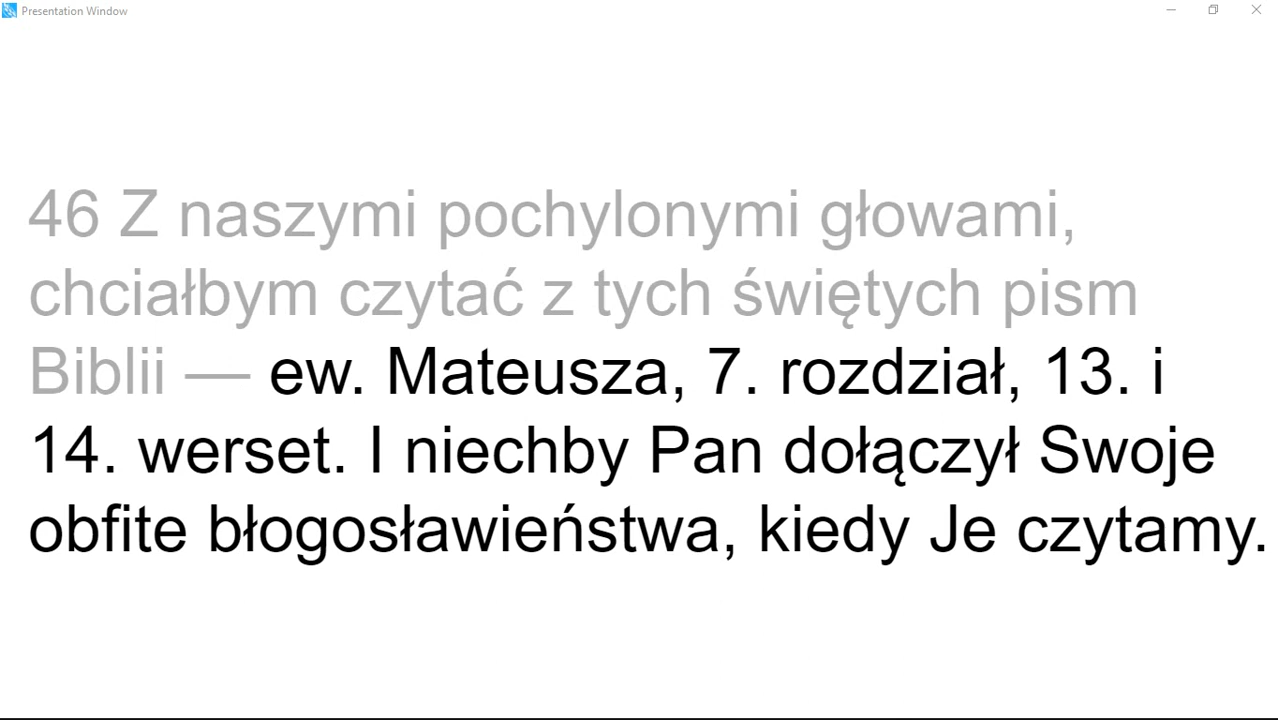 Presentation Window
46 Z naszymi pochylonymi głowami,
chciałbym czytać z tych świętych pism
Biblii — ew. Mateusza, 7. rozdział, 13. i
14. werset. I niechby Pan dołączył Swoje
obfite błogosławieństwa, kiedy Je czytamy.